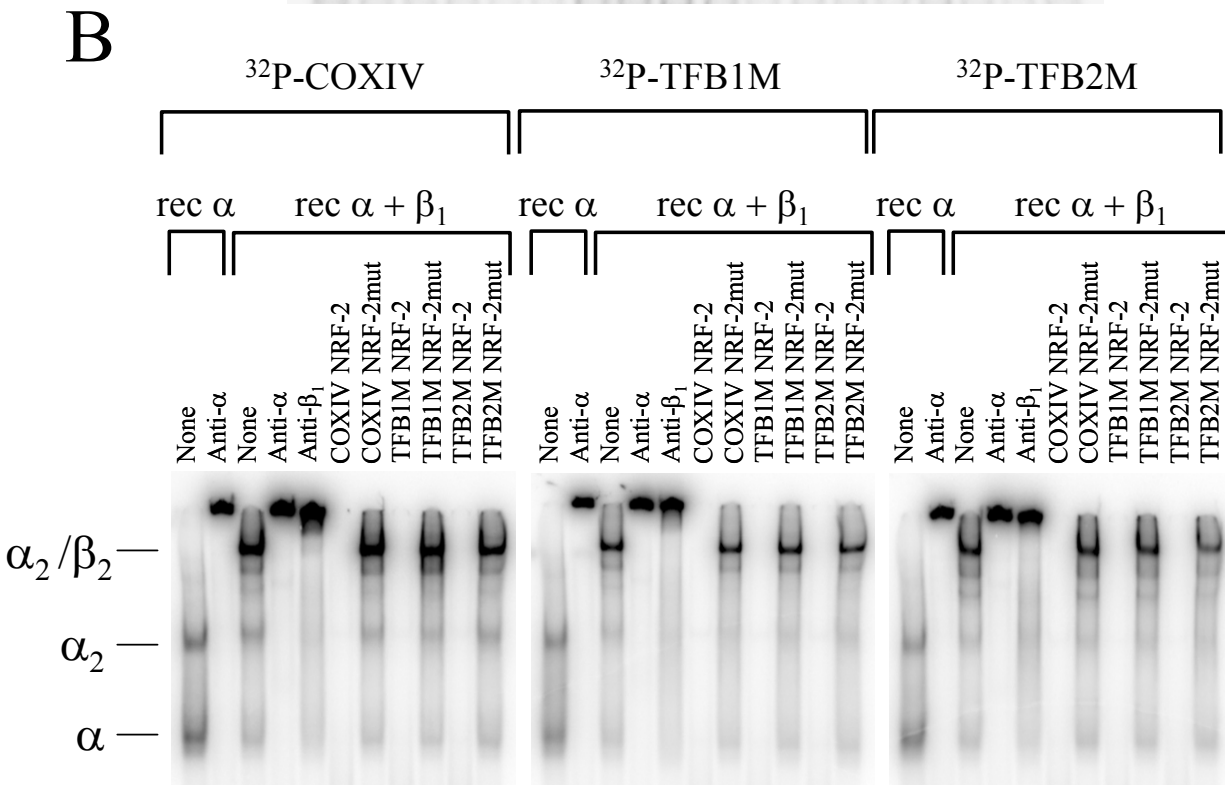 B
³²P-COXIV ³²P-TFB1M ³²P-TFB2M
rec α rec α + β₁ rec α rec α + β₁ rec α rec α + β₁
None
Anti-α
None
Anti-α
Anti-β₁
COXIV NRF-2
COXIV NRF-2mut
TFB1M NRF-2
TFB1M NRF-2mut
TFB2M NRF-2
TFB2M NRF-2mut
None
Anti-α
None
Anti-α
Anti-β₁
COXIV NRF-2
COXIV NRF-2mut
TFB1M NRF-2
TFB1M NRF-2mut
TFB2M NRF-2
TFB2M NRF-2mut
None
Anti-α
None
Anti-α
Anti-β₁
COXIV NRF-2
COXIV NRF-2mut
TFB1M NRF-2
TFB1M NRF-2mut
TFB2M NRF-2
TFB2M NRF-2mut
α₂/β₂
α₂
α